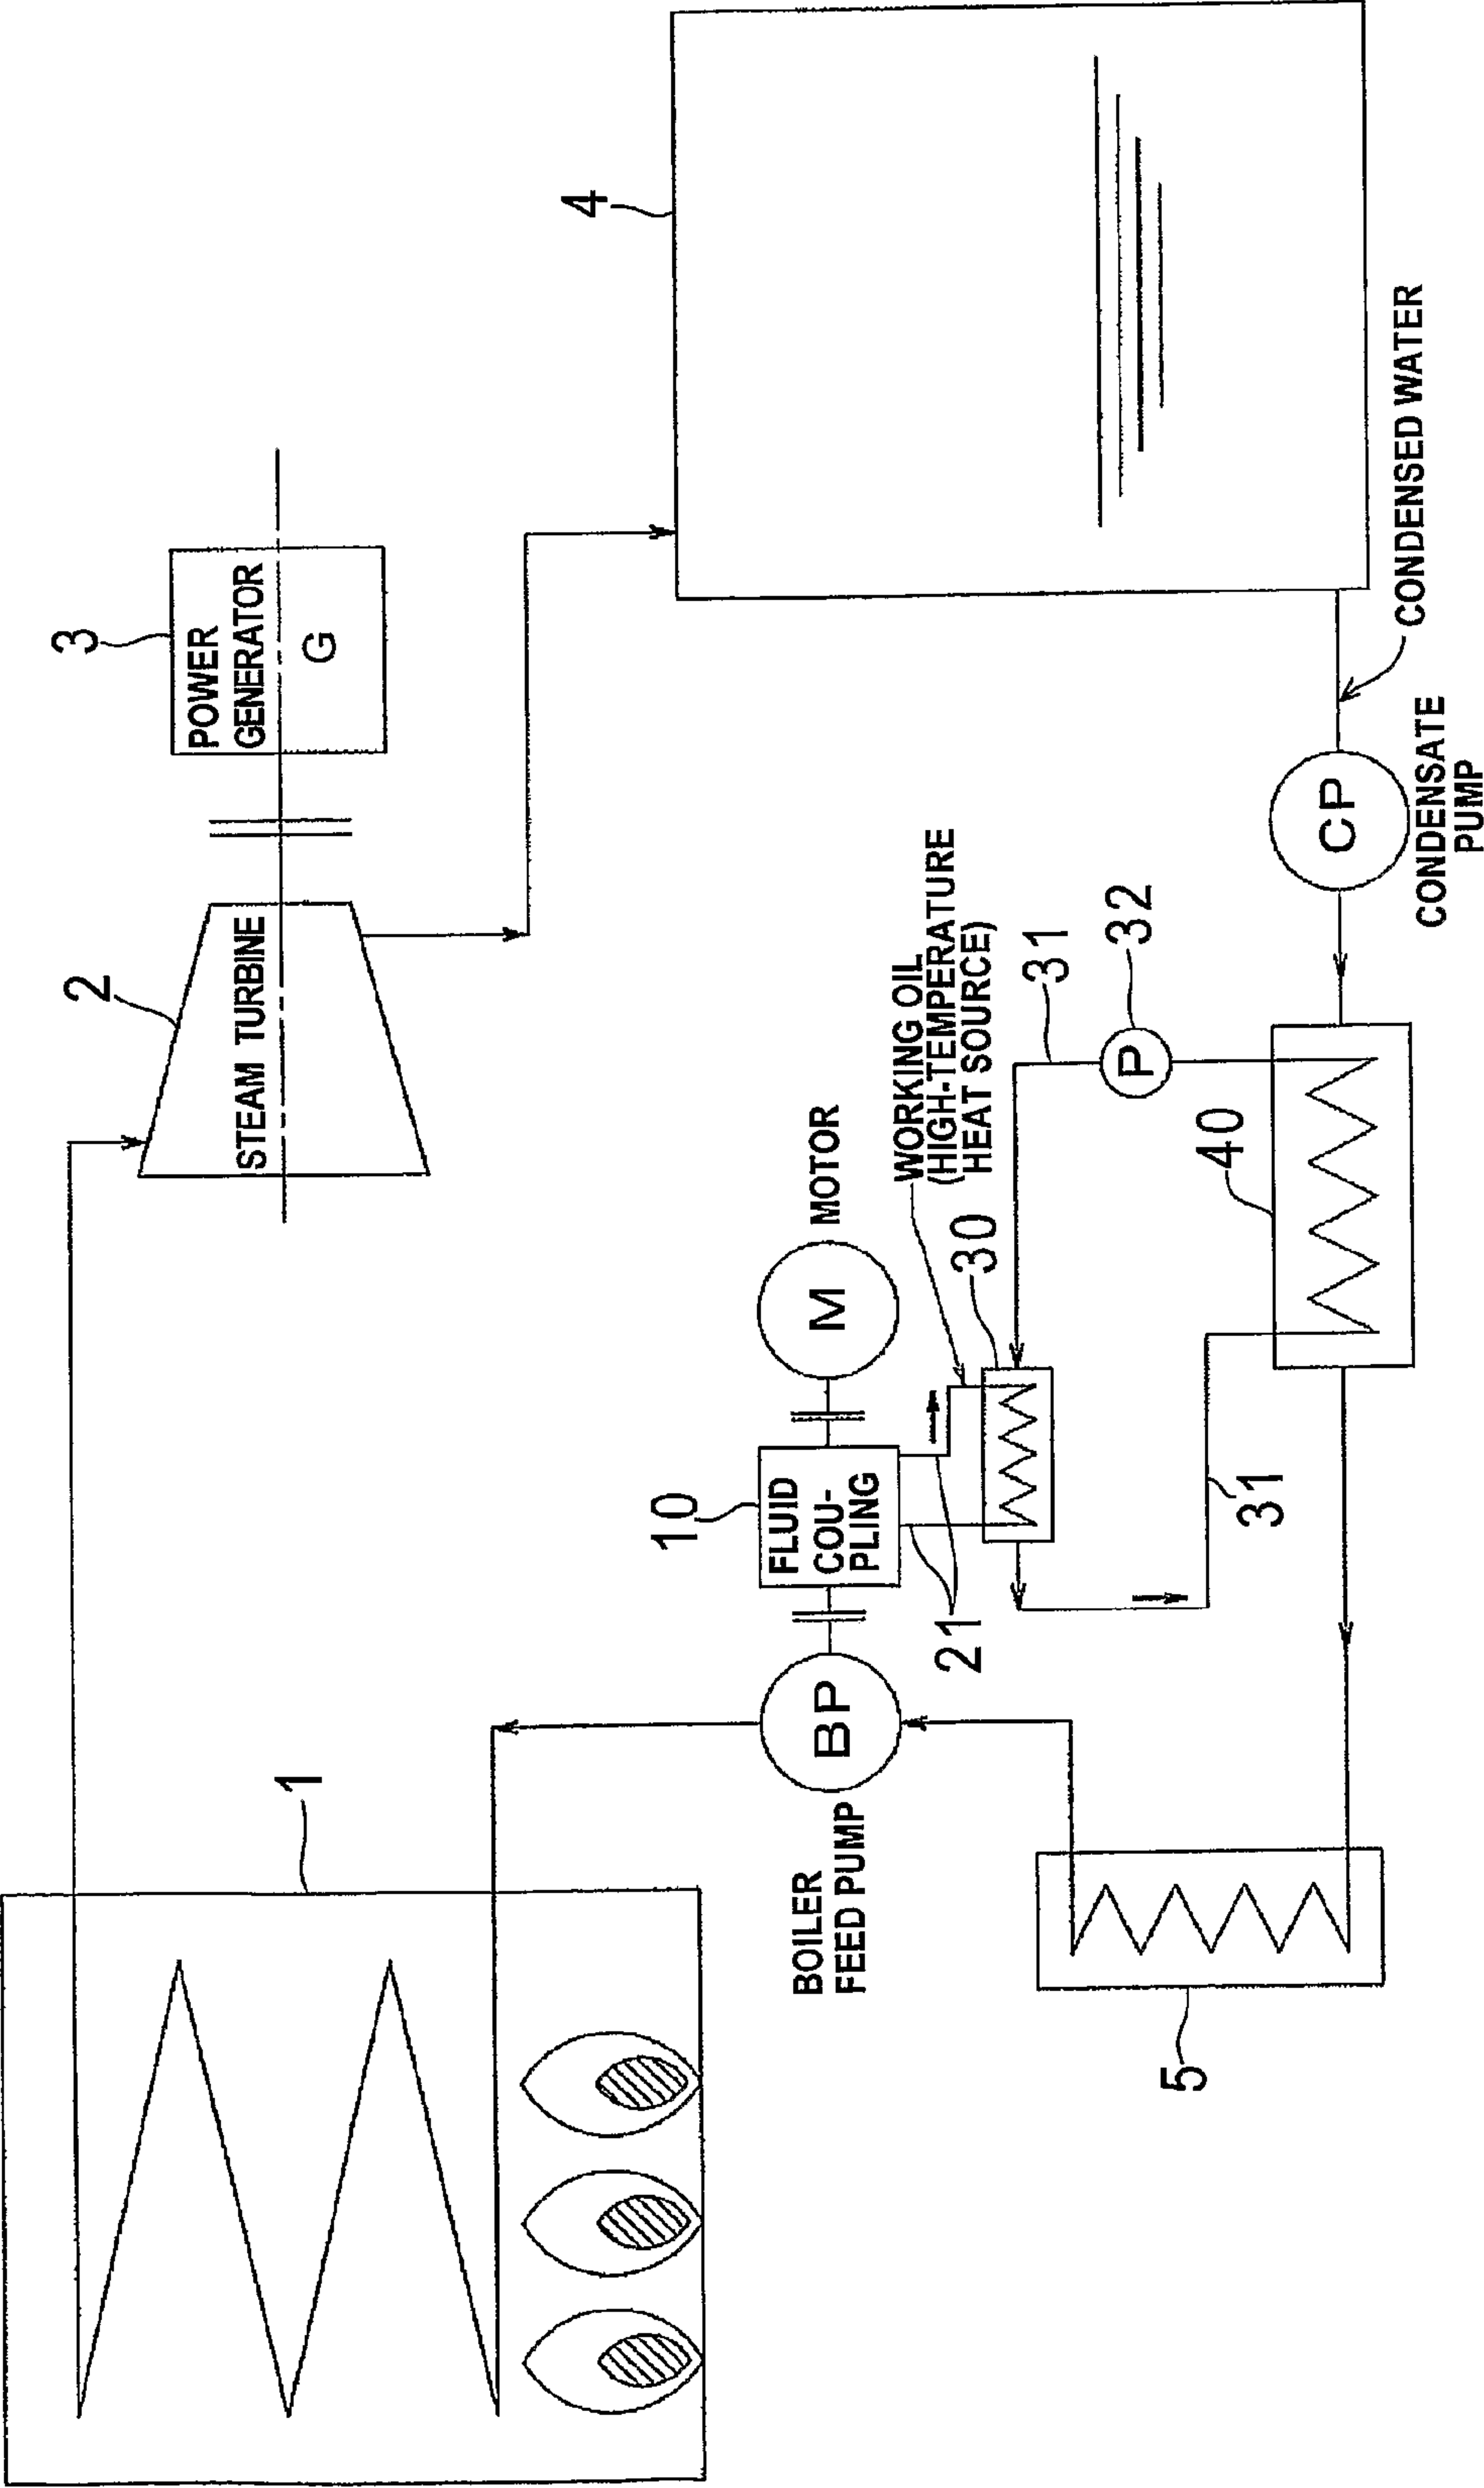 1
2
STEAM TURBINE
3
POWER
GENERATOR
G
4
BOILER
FEED PUMP
BP
10
FLUID
COU-
PLING
M
MOTOR
21
WORKING OIL
(HIGH-TEMPERATURE
HEAT SOURCE)
30
31
32
P
31
40
5
CP
CONDENSATE
PUMP
CONDENSED WATER